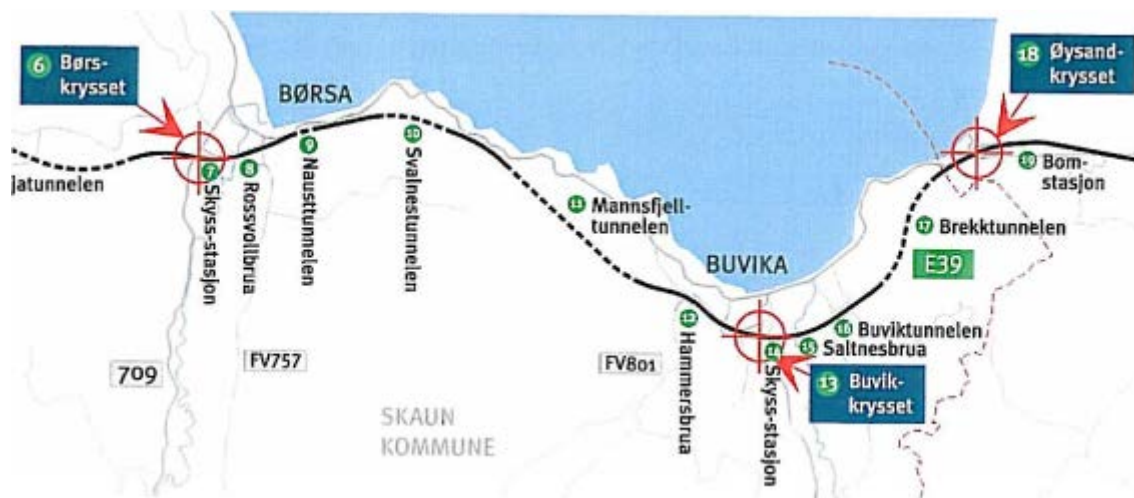 6 Børs-
krysset
BØRSA
18 Øysand-
krysset
jatunnelen
7 Skyss-stasjon
8 Rossvollbrua
9 Nausttunnelen
10 Svalnestunnelen
11 Mannsfjell-
tunnelen
19 Bom-
stasjon
17 Brekktunnelen
E39
BUVIKA
12 Hammersbrua
14 Skyss-stasjon
16 Buviktunnelen
15 Saltnesbrua
13 Buvik-
krysset
709
FV757
FV801
SKAUN
KOMMUNE